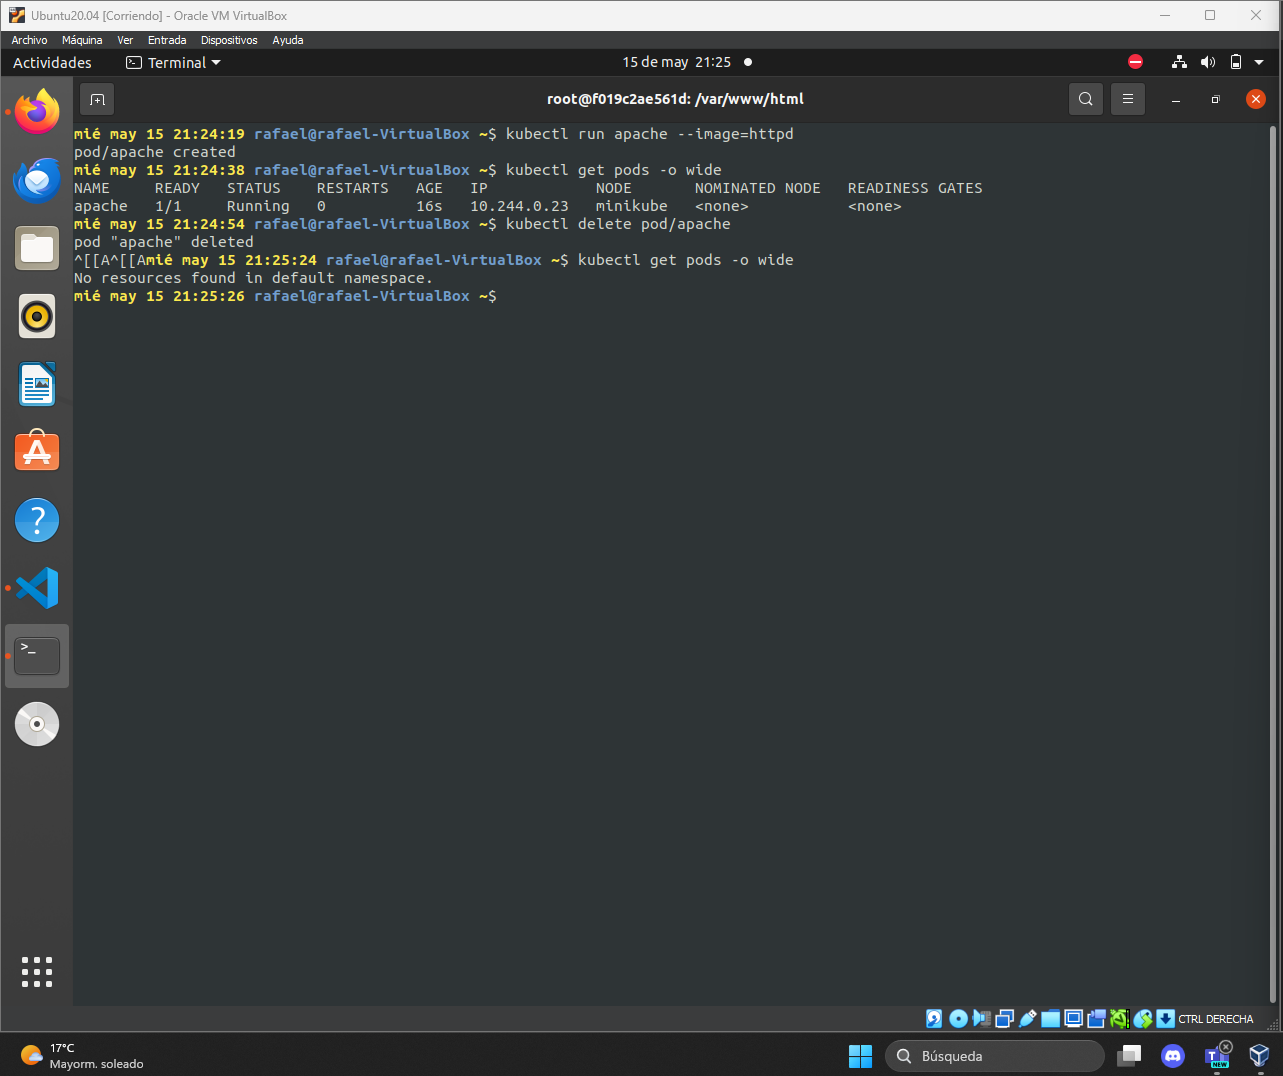 Ubuntu20.04 [Corriendo] - Oracle VM VirtualBox
Archivo Máquina Ver Entrada Dispositivos Ayuda
Actividades Terminal 15 de may 21:25
root@f019c2ae561d: /var/www/html
mié may 15 21:24:19 rafael@rafael-VirtualBox ~$ kubectl run apache --image=httpd
pod/apache created
mié may 15 21:24:38 rafael@rafael-VirtualBox ~$ kubectl get pods -o wide
NAME READY STATUS RESTARTS AGE IP NODE NOMINATED NODE READINESS GATES
apache 1/1 Running 0 16s 10.244.0.23 minikube <none> <none>
mié may 15 21:24:54 rafael@rafael-VirtualBox ~$ kubectl delete pod/apache
pod "apache" deleted
^[[A^[[Amié may 15 21:25:24 rafael@rafael-VirtualBox ~$ kubectl get pods -o wide
No resources found in default namespace.
mié may 15 21:25:26 rafael@rafael-VirtualBox ~$
CTRL DERECHA
17°C
Mayorm. soleado
Búsqueda
NEW